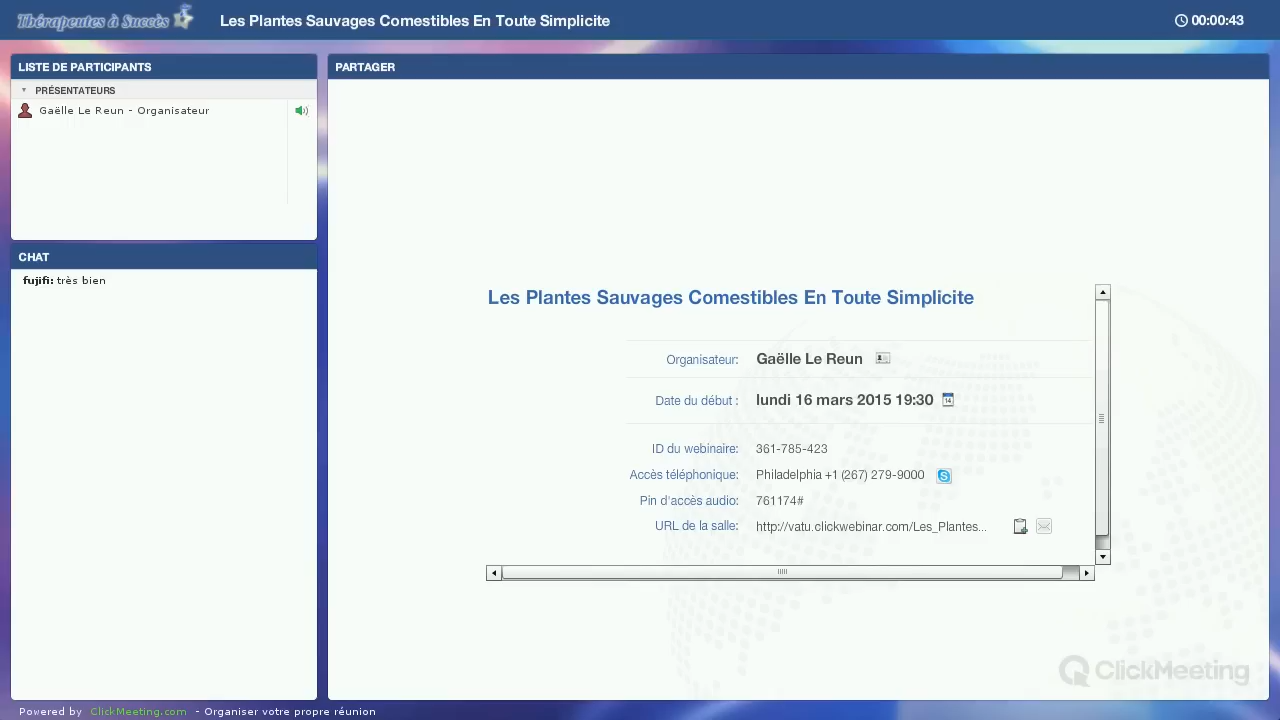 Thérapeutes à Succès
Les Plantes Sauvages Comestibles En Toute Simplicite
00:00:43
LISTE DE PARTICIPANTS
PRÉSENTATEURS
Gaëlle Le Reun - Organisateur
CHAT
fujifi: très bien
PARTAGER
Les Plantes Sauvages Comestibles En Toute Simplicite
Organisateur: Gaëlle Le Reun
Date du début : lundi 16 mars 2015 19:30
14
ID du webinaire: 361-785-423
Accès téléphonique: Philadelphia +1 (267) 279-9000
Pin d'accès audio: 761174#
URL de la salle: http://vatu.clickwebinar.com/Les_Plantes...
ClickMeeting
Powered by ClickMeeting.com - Organiser votre propre réunion